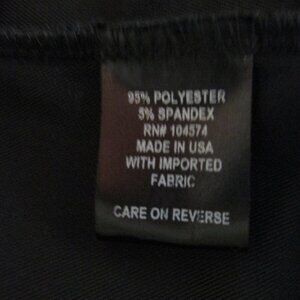 95% POLYESTER
5% SPANDEX
RN# 104574
MADE IN USA
WITH IMPORTED
FABRIC
CARE ON REVERSE